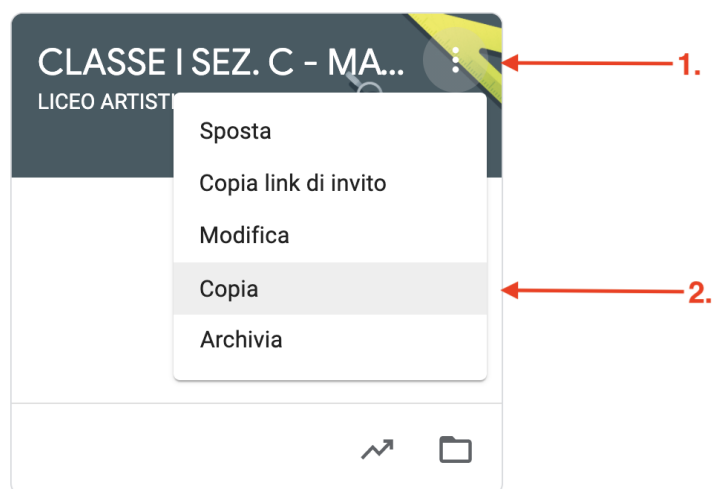 CLASSE I SEZ. C - MA...
1.
LICEO ARTISTI
Sposta
Copia link di invito
Modifica
Copia
2.
Archivia